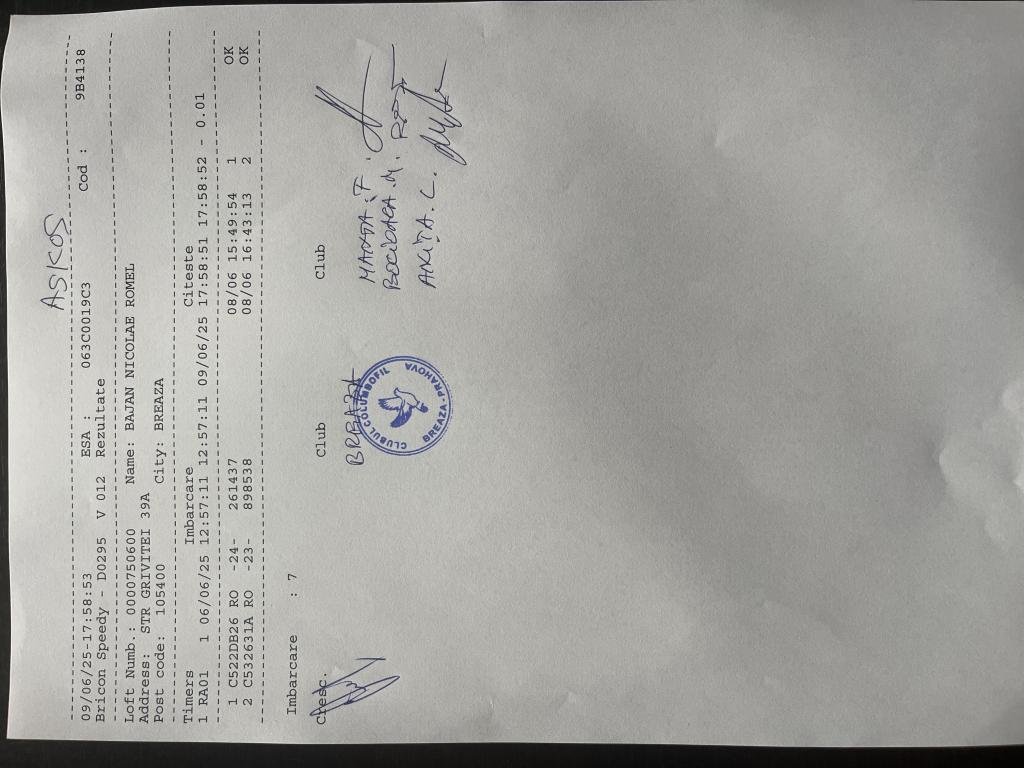 ASKOS
09/06/25-17:58:53 ESA : 063C0019C3 Cod : 9B4138
Bricon Speedy - D0295 V 012 Rezultate
Loft Numb.: 0000750600 Name: BAJAN NICOLAE ROMEL
Address: STR GRIVITEI 39A
Post code: 105400 City: BREAZA
Timers Imbarcare Citeste
1 RA01 1 06/06/25 12:57:11 12:57:11 09/06/25 17:58:51 17:58:52 - 0.01
1 C522DB26 RO -24- 261437 08/06 15:49:54 1 OK
2 C532631A RO -23- 898538 08/06 16:43:13 2 OK
Imbarcare : 7
Cresc. Club Club
BREAZA
CLUBUL COLUMBOFIL
BREAZA-PRAHOVA